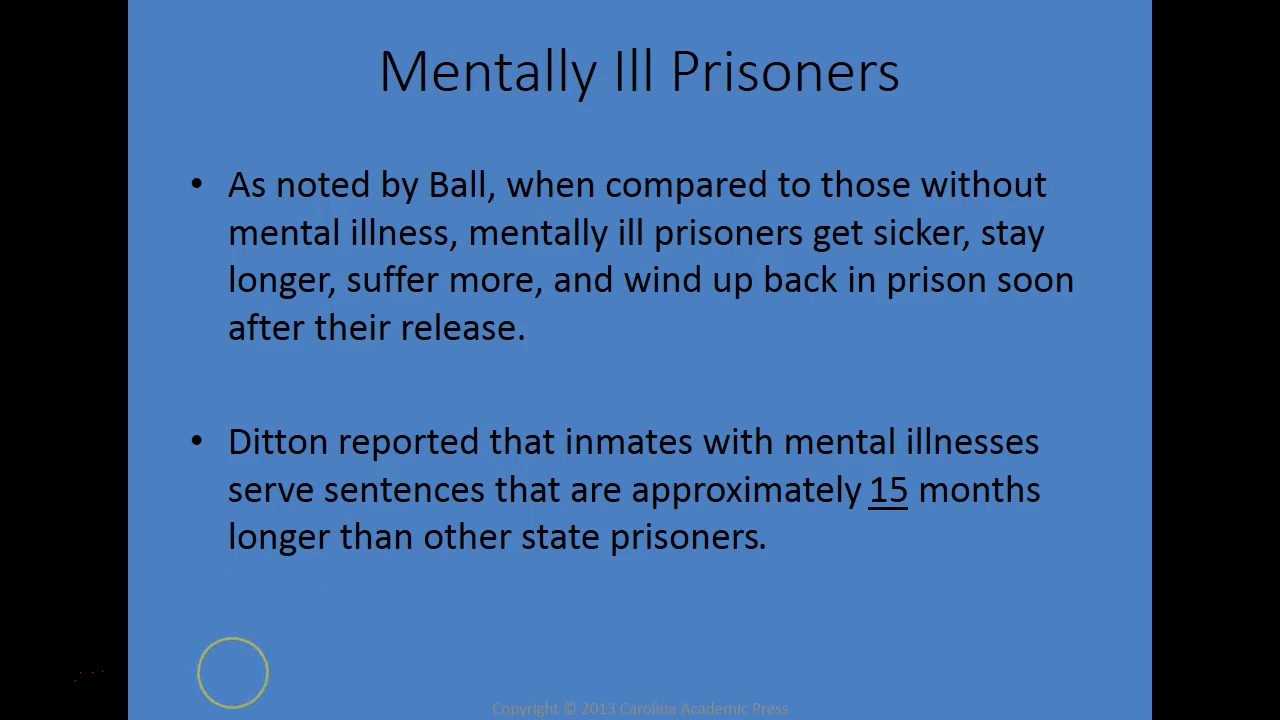 Mentally Ill Prisoners
• As noted by Ball, when compared to those without
mental illness, mentally ill prisoners get sicker, stay
longer, suffer more, and wind up back in prison soon
after their release.
• Ditton reported that inmates with mental illnesses
serve sentences that are approximately 15 months
longer than other state prisoners.
Copyright © 2013 Carolina Academic Press